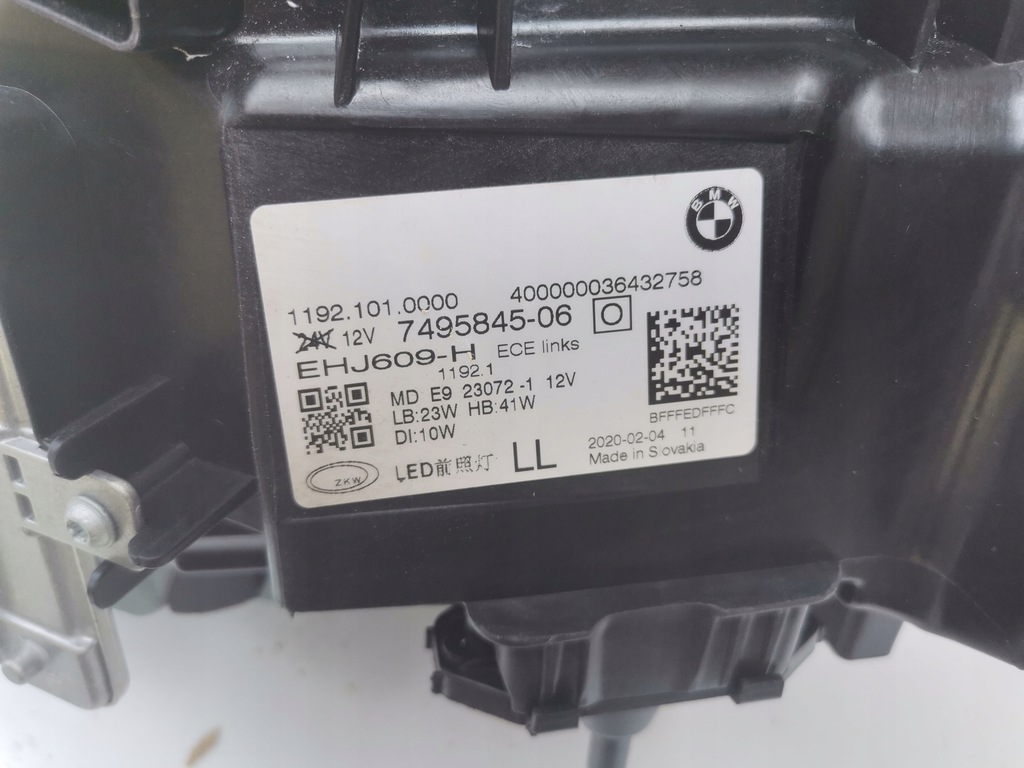 BMW
1192.101.0000 400000036432758
24V 12V 7495845-06
EHJ609-H ECE links
1192.1
MD E9 23072-1 12V
LB:23W HB:41W
DI:10W
BFFFEDFFFC
2020-02-04 11
Made in Slovakia
ZKW LED前照灯 LL